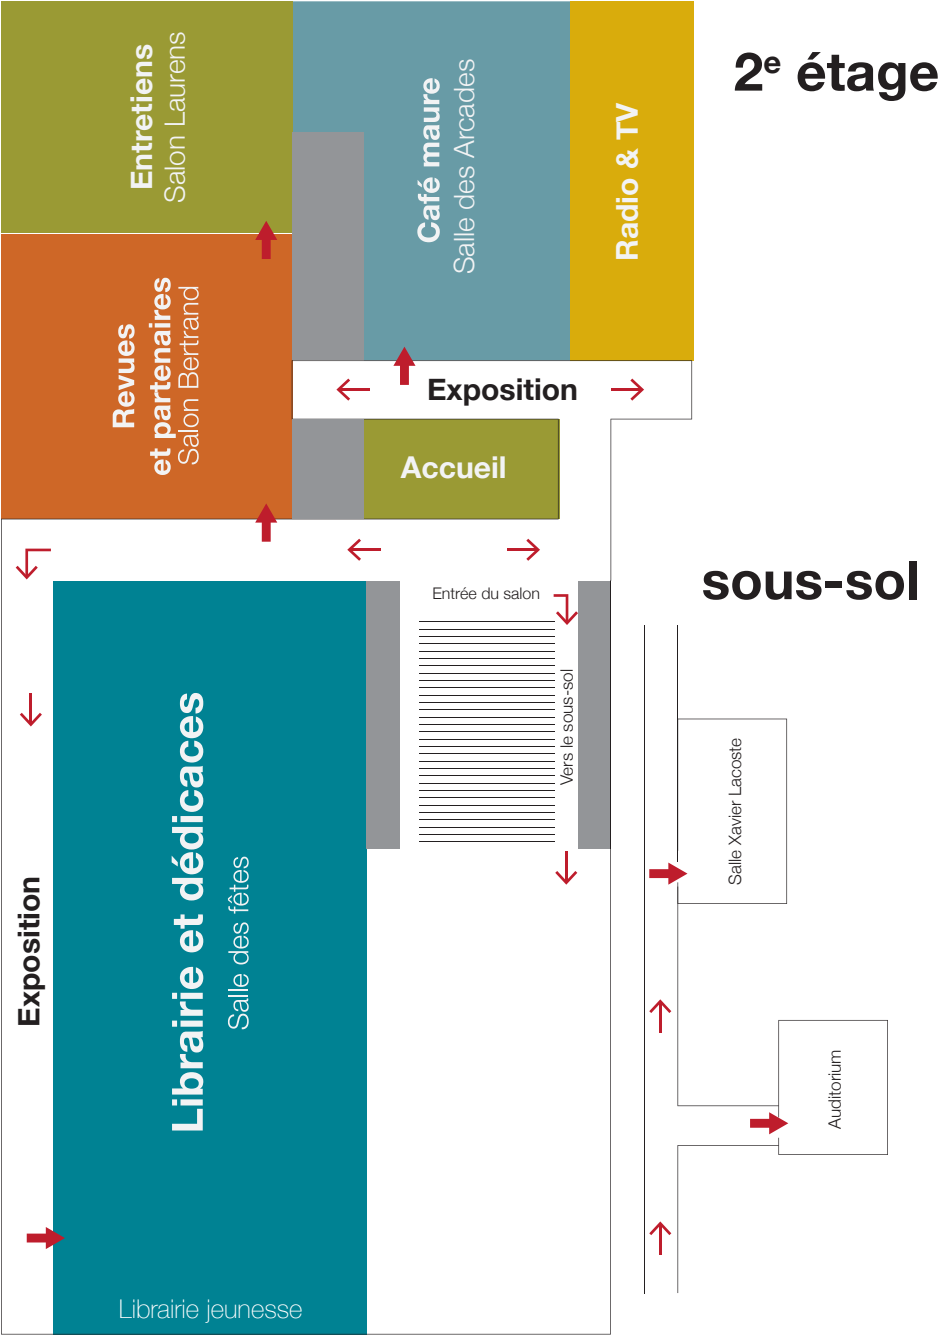 2e étage
Entretiens
Salon Laurens
Café maure
Salle des Arcades
Radio & TV
Revues
et partenaires
Salon Bertrand
Exposition
Accueil
sous-sol
Entrée du salon
Vers le sous-sol
Librairie et dédicaces
Salle des fêtes
Exposition
Librairie jeunesse
Salle Xavier Lacoste
Auditorium